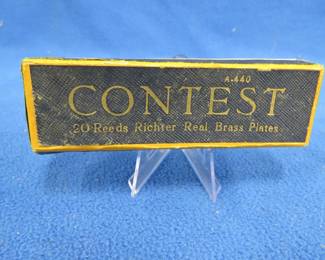 A.440
CONTEST
20 Reeds Richter Real Brass Plates